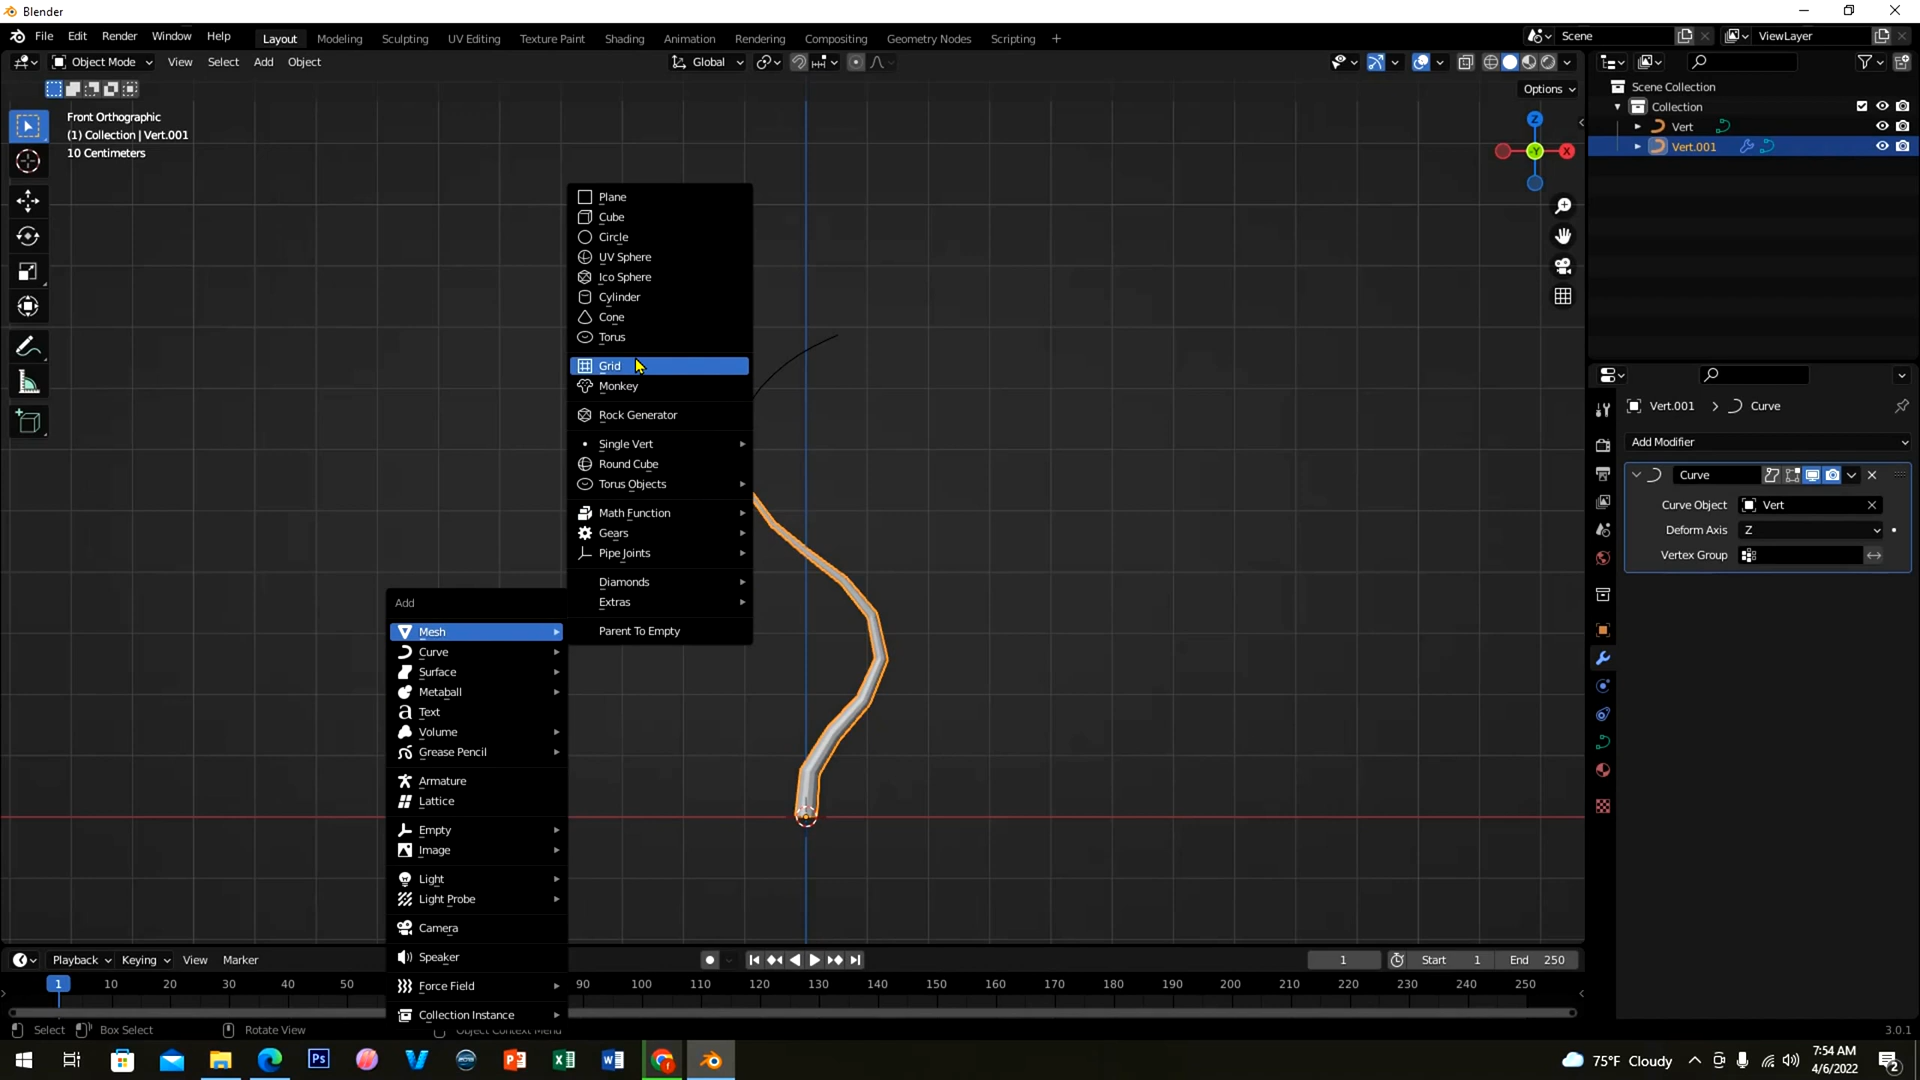 Blender
File Edit Render Window Help Layout Modeling Sculpting UV Editing Texture Paint Shading Animation Rendering Compositing Geometry Nodes Scripting + Scene ViewLayer
Object Mode View Select Add Object Global
Options
Front Orthographic
(1) Collection | Vert.001
10 Centimeters
Z
-Y
X
Scene Collection
Collection
Vert
Vert.001
Plane
Cube
Circle
UV Sphere
Ico Sphere
Cylinder
Cone
Torus
Grid
Monkey
Rock Generator
Single Vert
Round Cube
Torus Objects
Math Function
Gears
Pipe Joints
Diamonds
Extras
Parent To Empty
Add
Mesh
Curve
Surface
Metaball
Text
Volume
Grease Pencil
Armature
Lattice
Empty
Image
Light
Light Probe
Camera
Speaker
Force Field
Collection Instance
Vert.001 > Curve
Add Modifier
Curve
Curve Object Vert
Deform Axis Z
Vertex Group
Playback Keying View Marker 1 Start 1 End 250
1 10 20 30 40 50 90 100 110 120 130 140 150 160 170 180 190 200 210 220 230 240 250
Select Box Select Rotate View Object Context Menu 3.0.1
75°F Cloudy
7:54 AM
4/6/2022
2